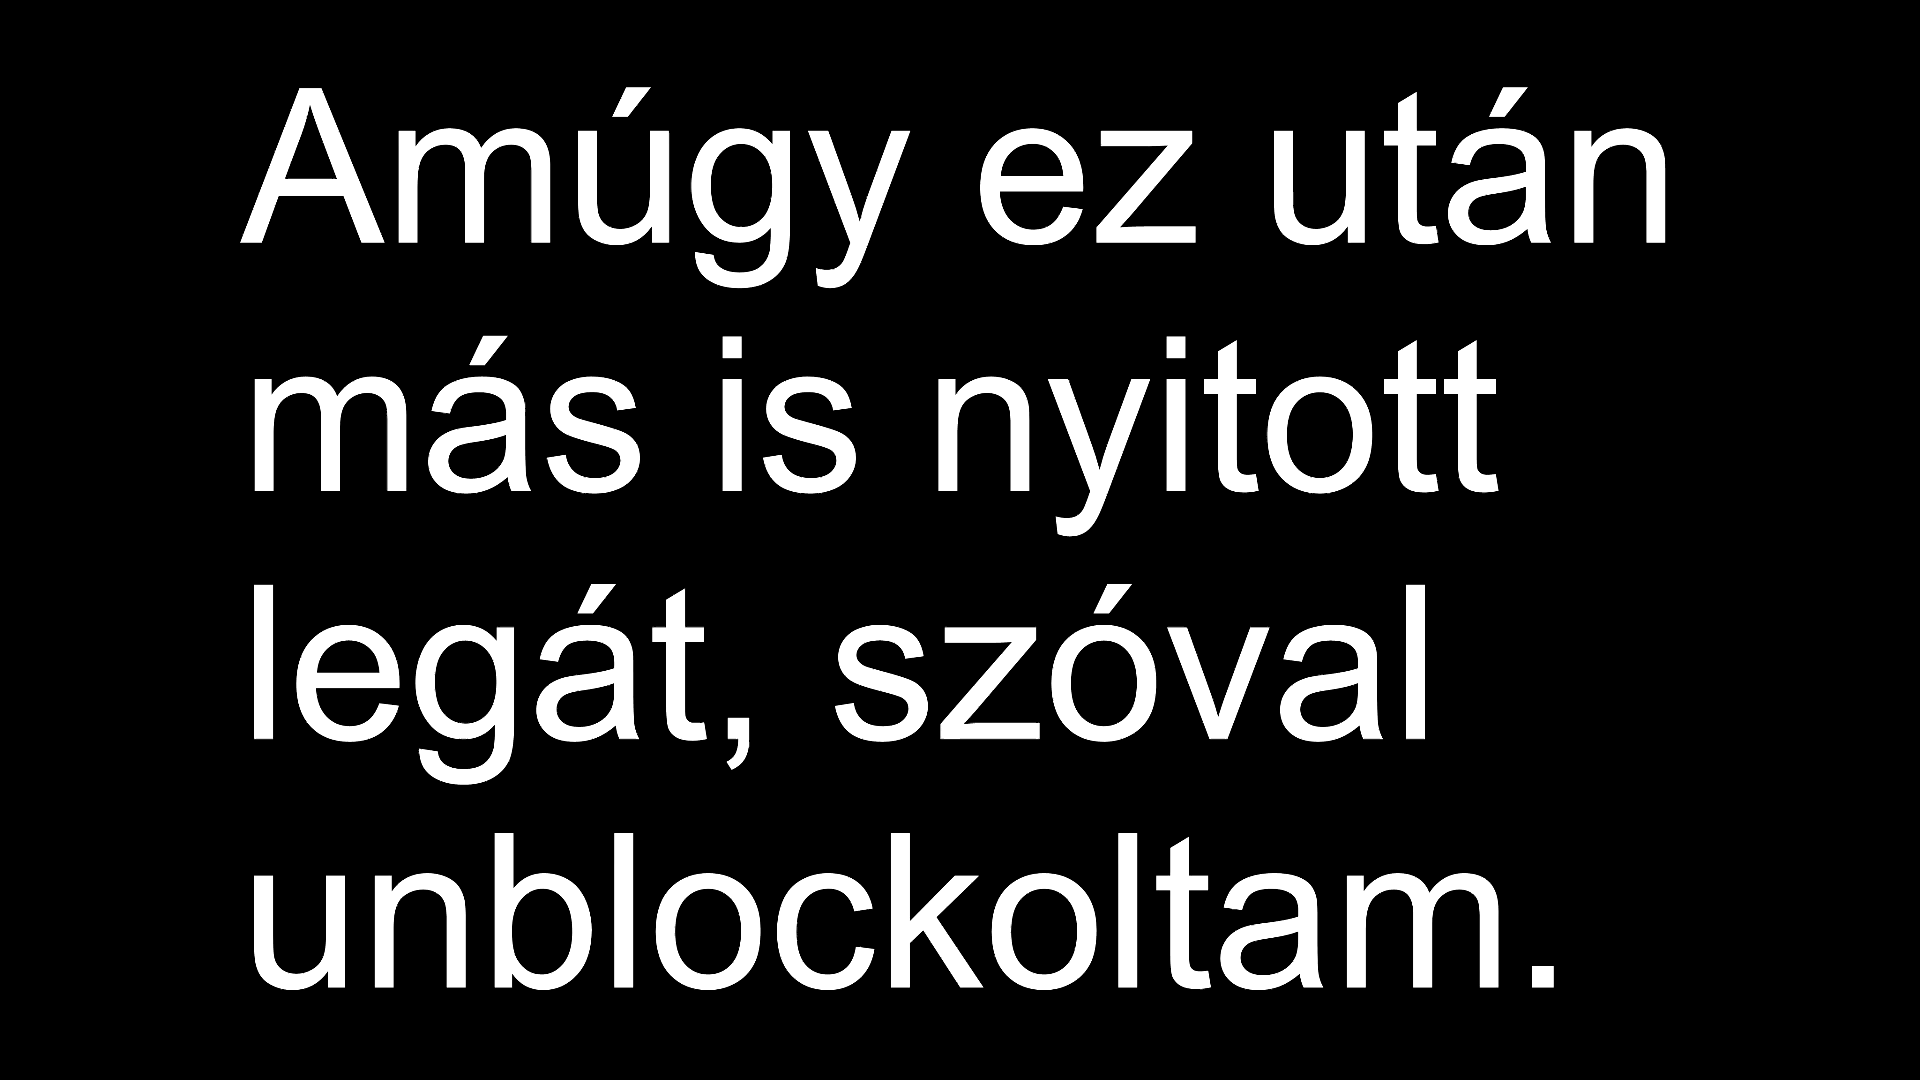 Amúgy ez után
más is nyitott
legát, szóval
unblockoltam.